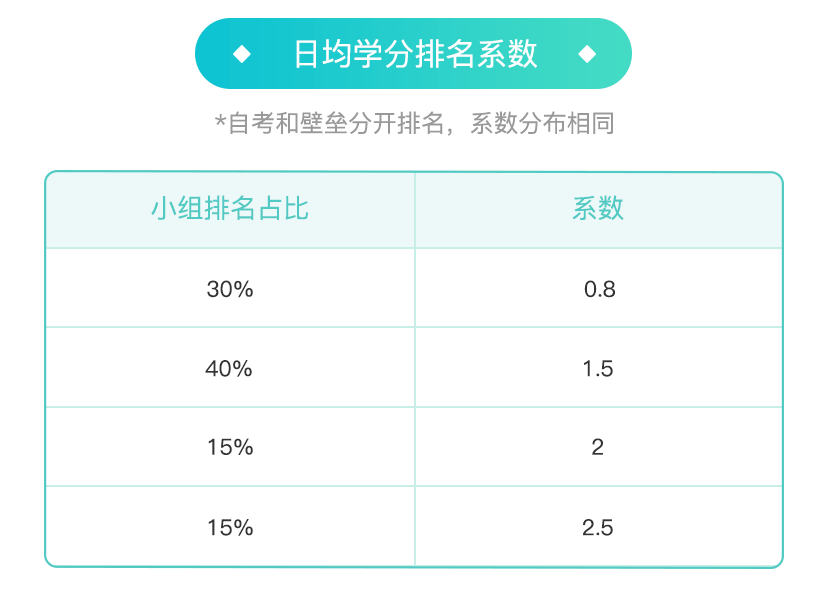 日均学分排名系数
*自考和壁垒分开排名，系数分布相同
小组排名占比 系数
30% 0.8
40% 1.5
15% 2
15% 2.5